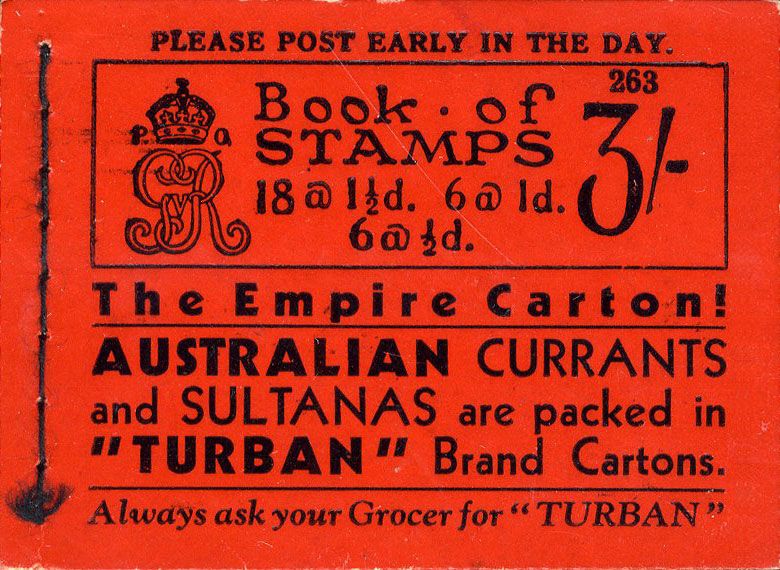 PLEASE POST EARLY IN THE DAY.
263
P O
GvR
Book · of
STAMPS
3/-
18 @ 1½d. 6 @ 1d.
6 @ ½d.
The Empire Carton!
AUSTRALIAN CURRANTS
and SULTANAS are packed in
"TURBAN" Brand Cartons.
Always ask your Grocer for "TURBAN"